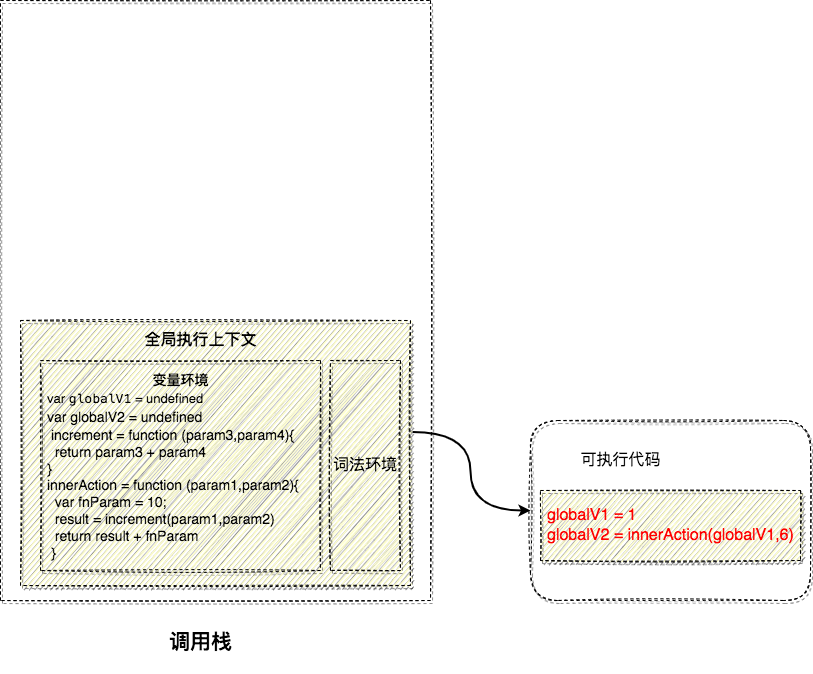 全局执行上下文
变量环境
var globalV1 = undefined
var globalV2 = undefined
increment = function (param3,param4){
return param3 + param4
}
innerAction = function (param1,param2){
var fnParam = 10;
result = increment(param1,param2)
return result + fnParam
}
词法环境
可执行代码
globalV1 = 1
globalV2 = innerAction(globalV1,6)
调用栈